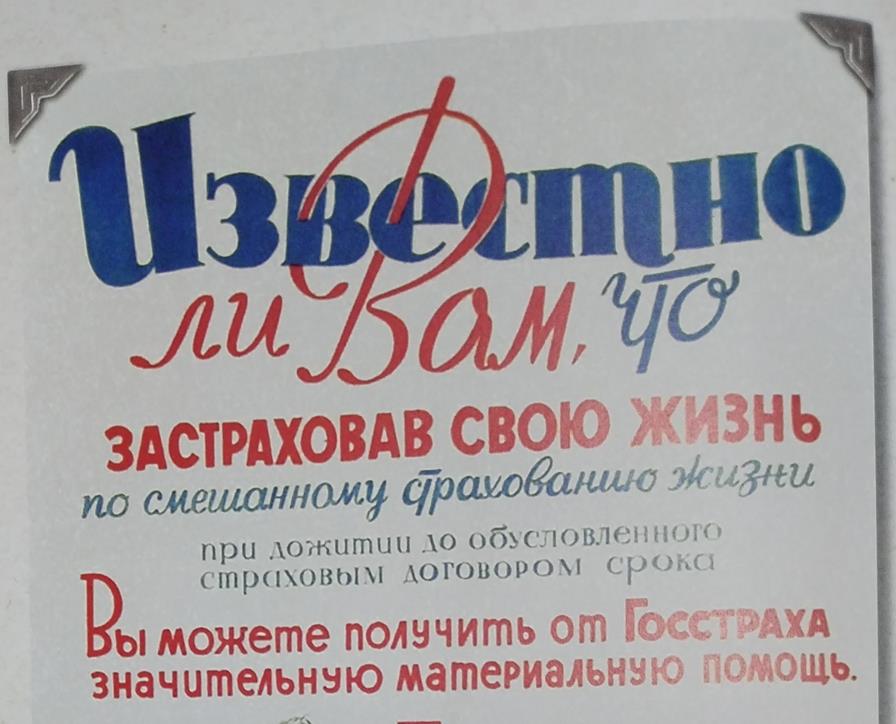 Известно
ли Вам, что
ЗАСТРАХОВАВ СВОЮ ЖИЗНЬ
по смешанному страхованию жизни
при дожитии до обусловленного
страховым договором срока
Вы можете получить от ГОССТРАХА
значительную материальную помощь.